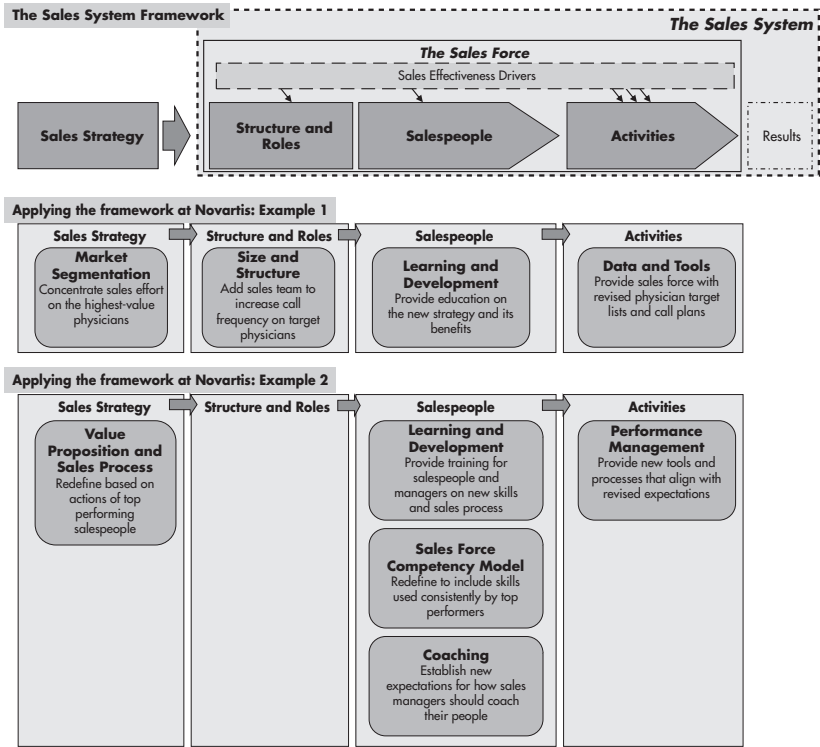 The Sales System Framework
The Sales System
The Sales Force
Sales Effectiveness Drivers
Sales Strategy
Structure and
Roles
Salespeople
Activities
Results
Applying the framework at Novartis: Example 1
Sales Strategy
Market
Segmentation
Concentrate sales effort
on the highest-value
physicians
Structure and Roles
Size and
Structure
Add sales team to
increase call
frequency on target
physicians
Salespeople
Learning and
Development
Provide education on
the new strategy and its
benefits
Activities
Data and Tools
Provide sales force with
revised physician target
lists and call plans
Applying the framework at Novartis: Example 2
Sales Strategy
Value
Proposition and
Sales Process
Redefine based on
actions of top
performing
salespeople
Structure and Roles
Salespeople
Learning and
Development
Provide training for
salespeople and
managers on new skills
and sales process
Sales Force
Competency Model
Redefine to include skills
used consistently by top
performers
Coaching
Establish new
expectations for how sales
managers should coach
their people
Activities
Performance
Management
Provide new tools and
processes that align with
revised expectations